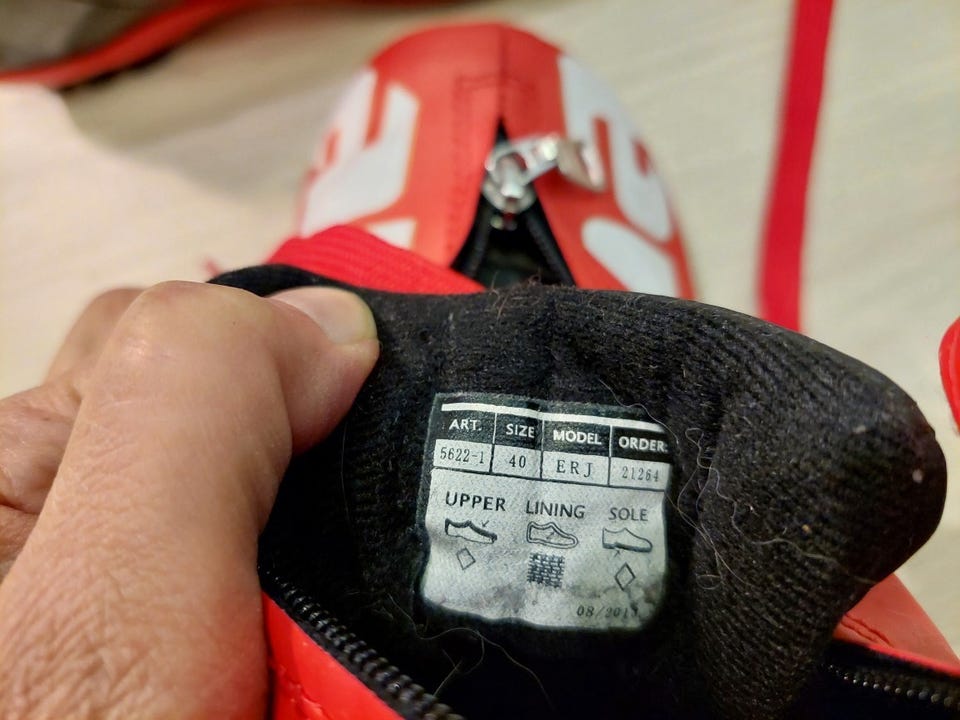 ART. SIZE MODEL ORDER
5622-1 40 ERJ 21264
UPPER LINING SOLE